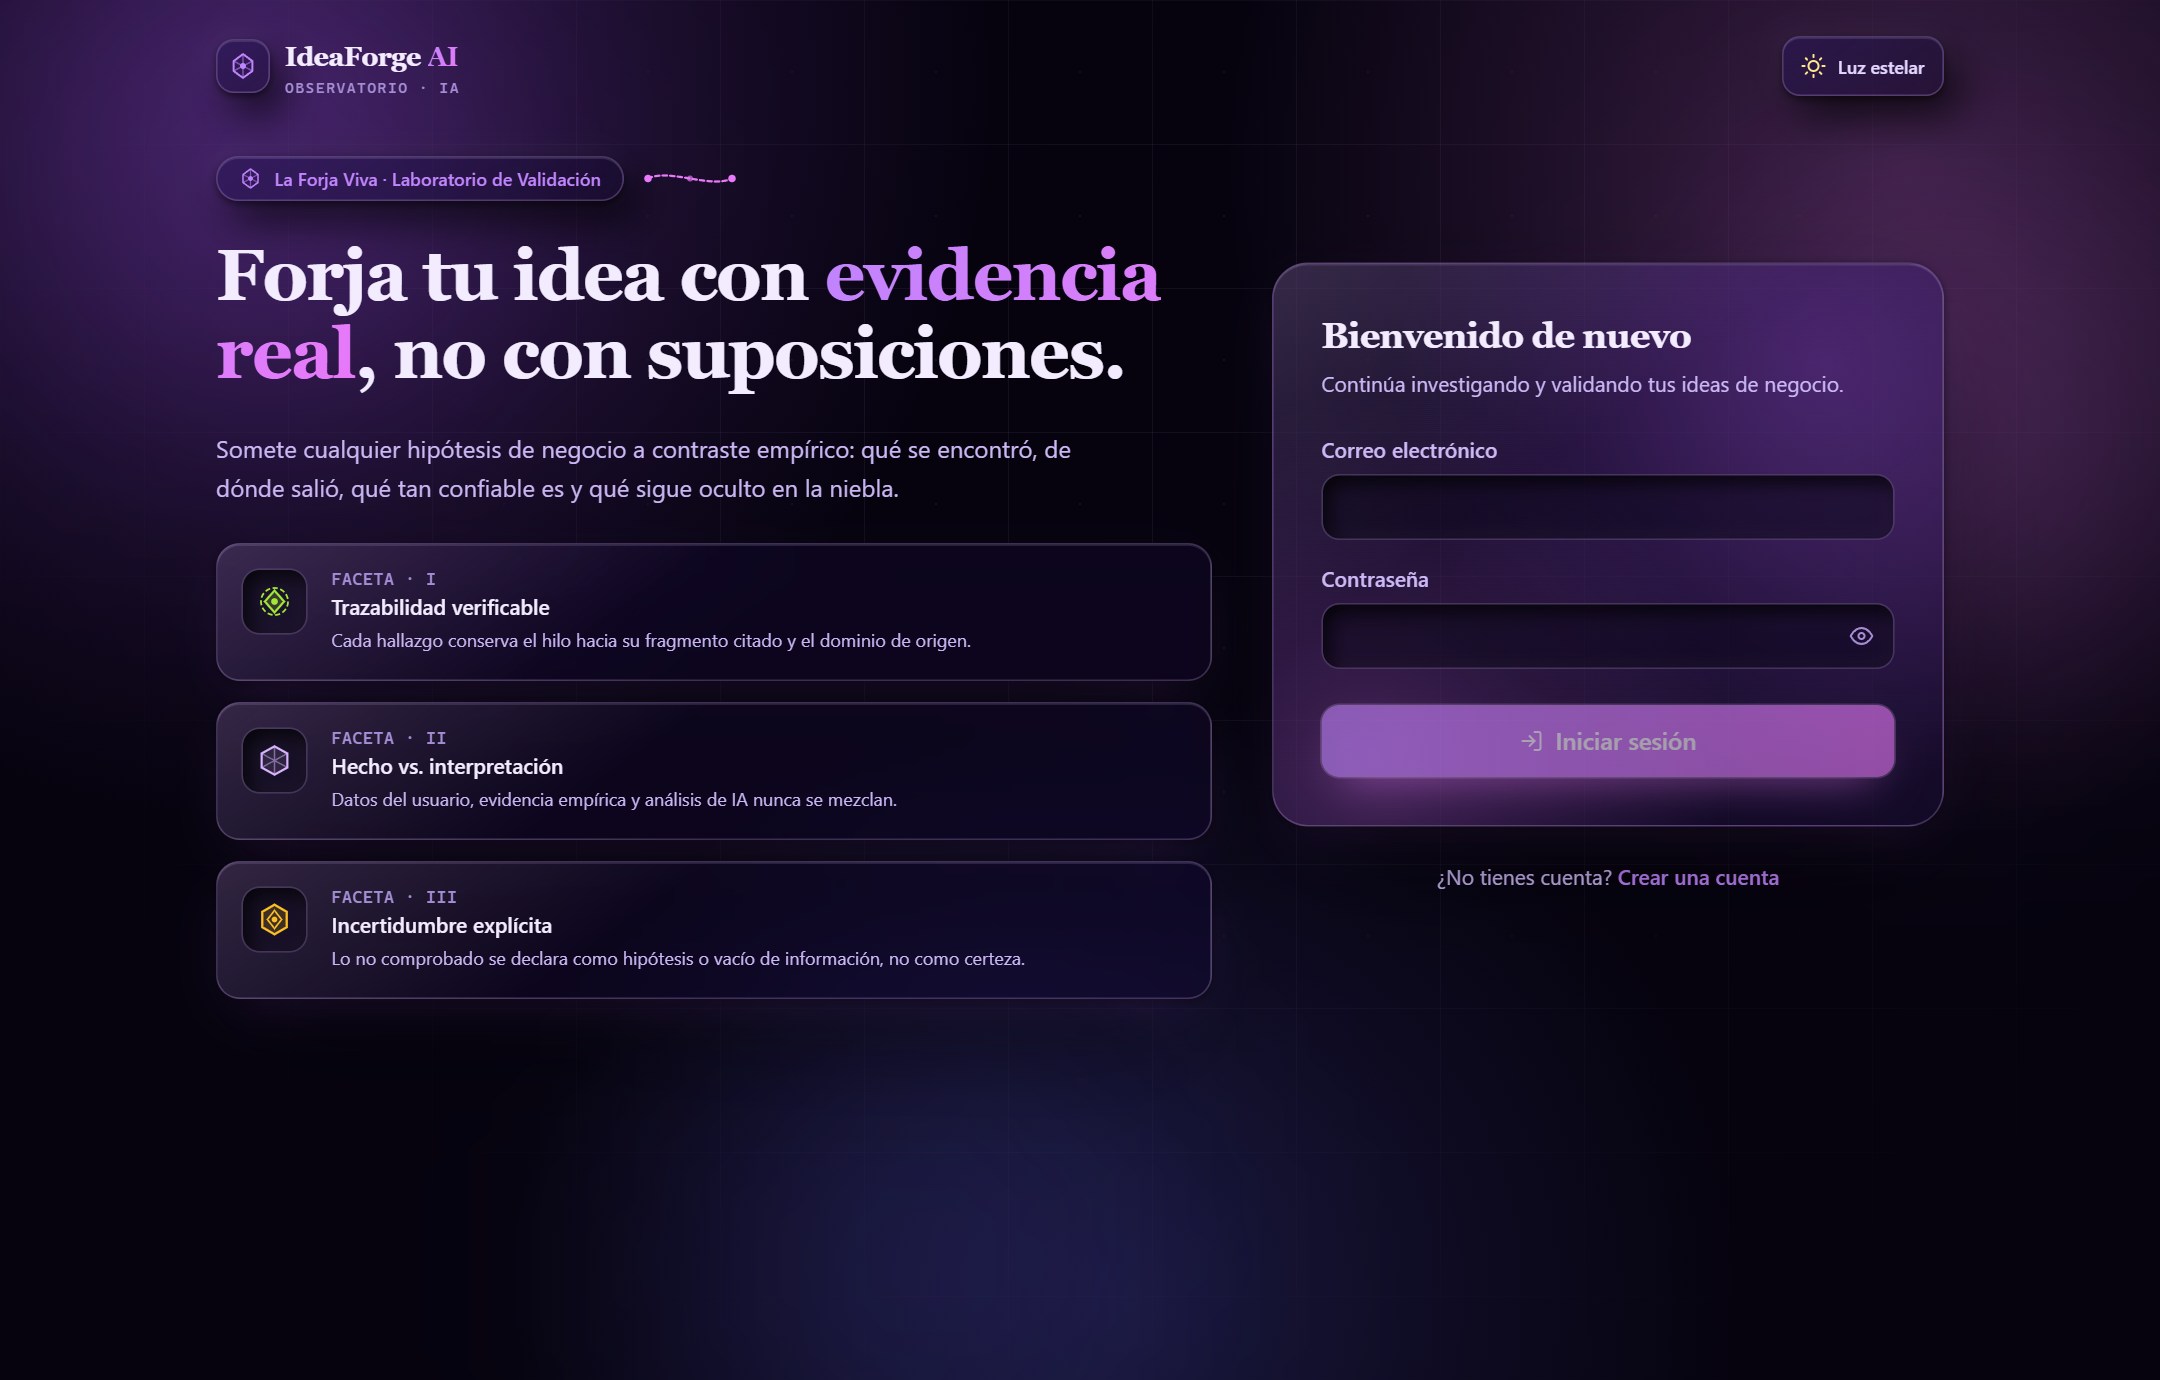 IdeaForge AI
OBSERVATORIO · IA
Luz estelar
La Forja Viva · Laboratorio de Validación
Forja tu idea con evidencia
real, no con suposiciones.
Somete cualquier hipótesis de negocio a contraste empírico: qué se encontró, de
dónde salió, qué tan confiable es y qué sigue oculto en la niebla.
FACETA · I
Trazabilidad verificable
Cada hallazgo conserva el hilo hacia su fragmento citado y el dominio de origen.
FACETA · II
Hecho vs. interpretación
Datos del usuario, evidencia empírica y análisis de IA nunca se mezclan.
FACETA · III
Incertidumbre explícita
Lo no comprobado se declara como hipótesis o vacío de información, no como certeza.
Bienvenido de nuevo
Continúa investigando y validando tus ideas de negocio.
Correo electrónico
Contraseña
Iniciar sesión
¿No tienes cuenta? Crear una cuenta